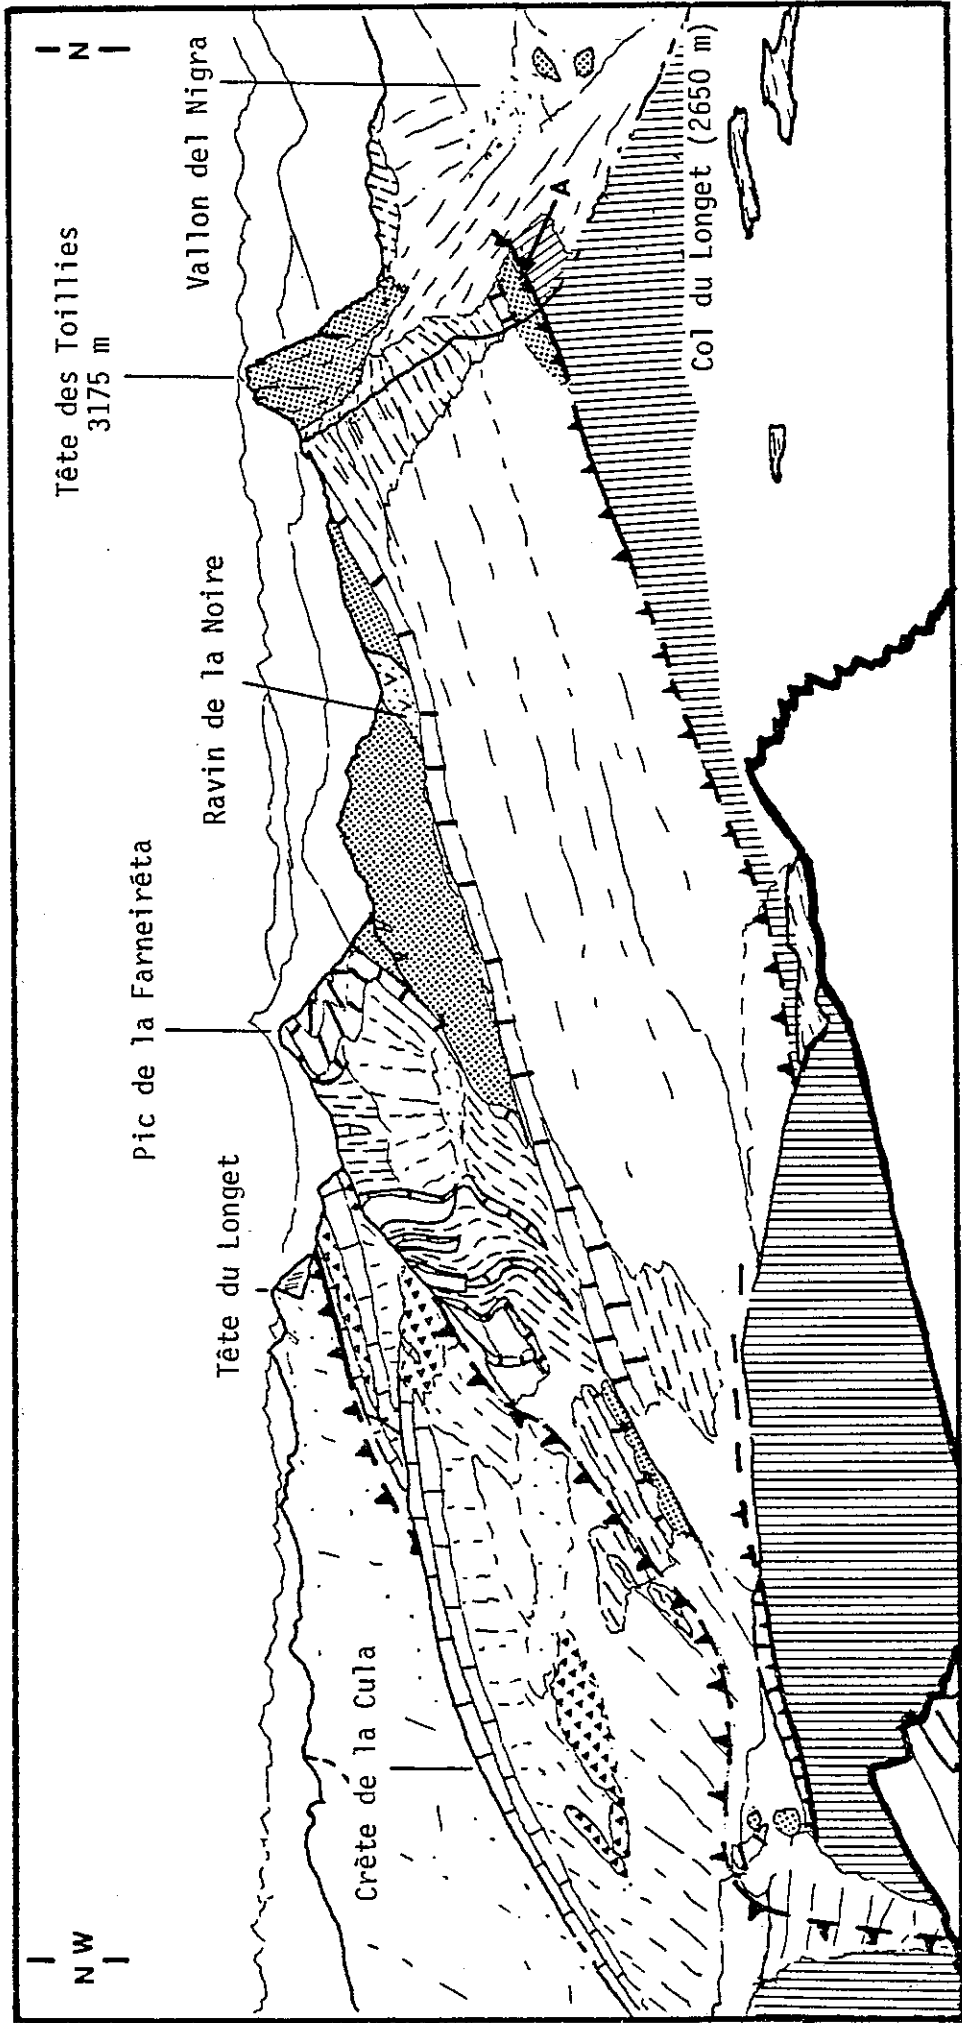 NW
Crête de la Cula
Tête du Longet
Pic de la Farneirêta
Ravin de la Noire
Tête des Toillies
3175 m
Vallon del Nigra
N
A
Col du Longet (2650 m)